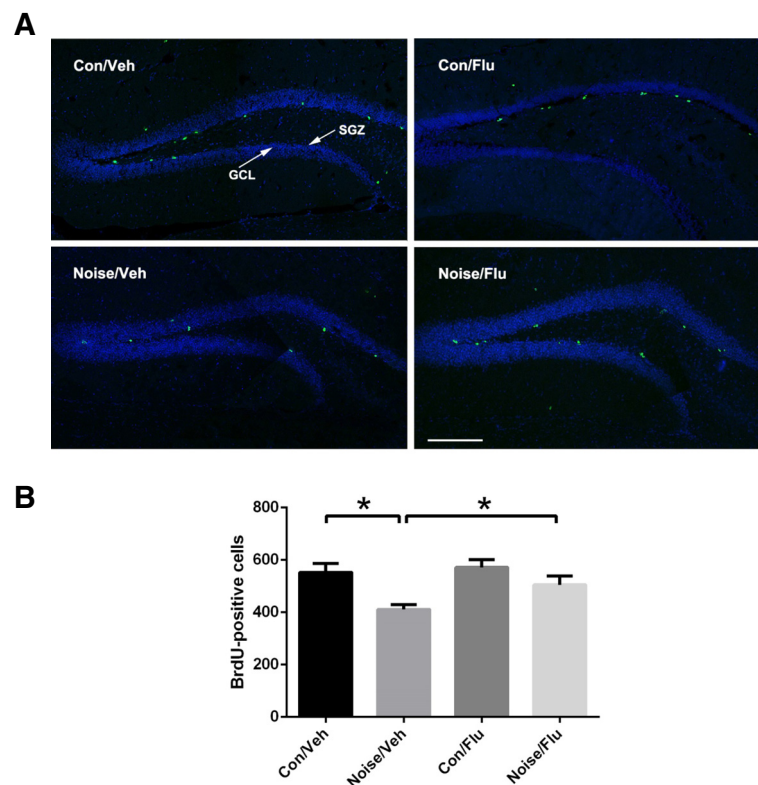 A
Con/Veh
SGZ
GCL
Con/Flu
Noise/Veh
Noise/Flu
B
BrdU-positive cells
800
600
400
200
0
*
*
Con/Veh
Noise/Veh
Con/Flu
Noise/Flu